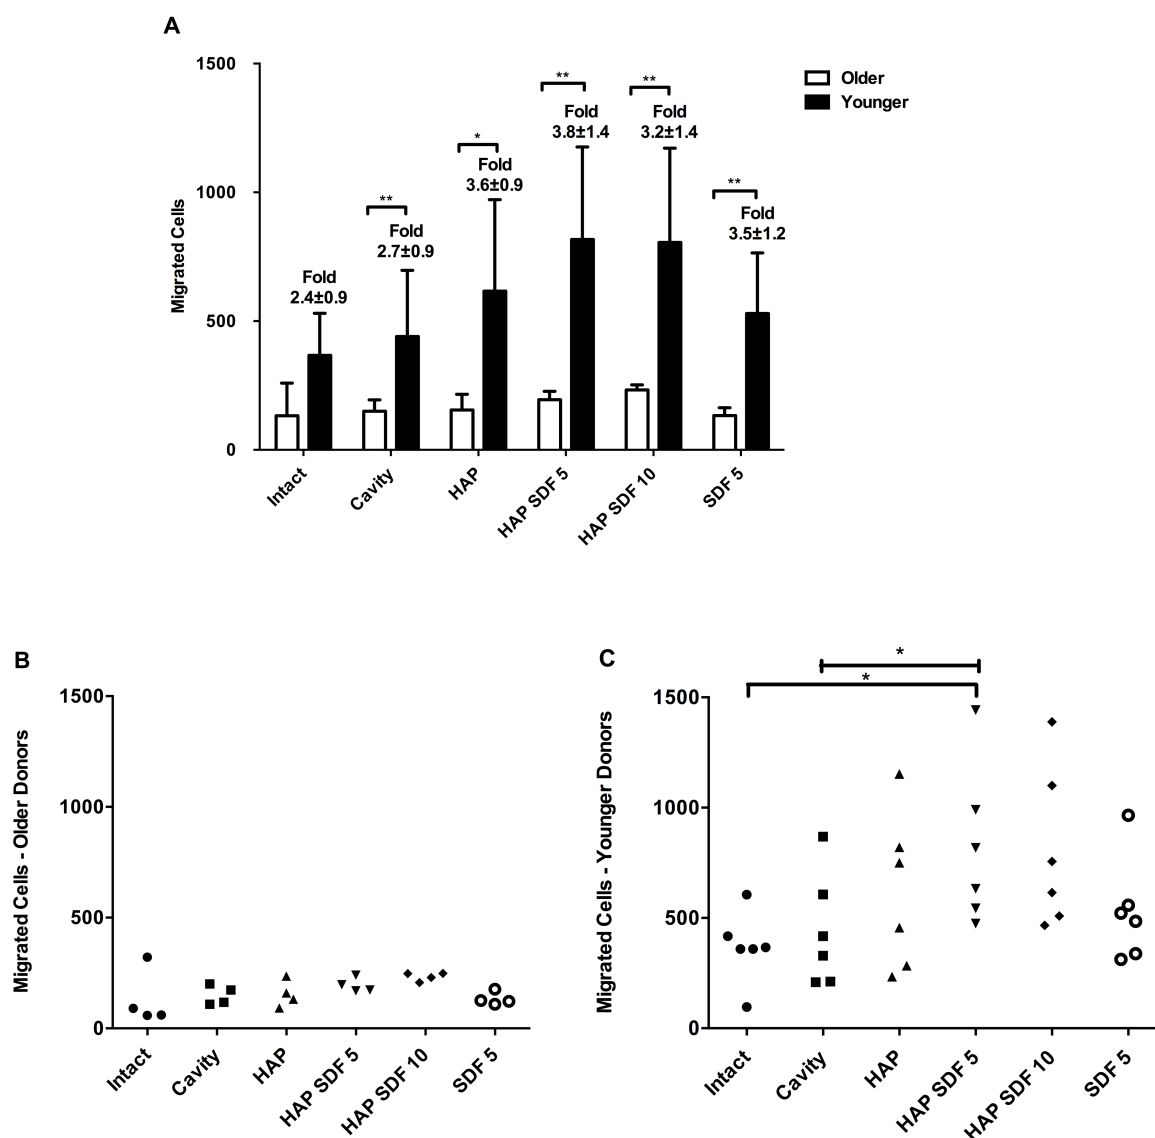 A
1500
1000
500
0
Migrated Cells
Older
Younger
Fold
2.4±0.9
**
Fold
2.7±0.9
*
Fold
3.6±0.9
**
Fold
3.8±1.4
**
Fold
3.2±1.4
**
Fold
3.5±1.2
Intact
Cavity
HAP
HAP SDF 5
HAP SDF 10
SDF 5
B
Migrated Cells - Older Donors
1500
1000
500
0
Intact
Cavity
HAP
HAP SDF 5
HAP SDF 10
SDF 5
C
Migrated Cells - Younger Donors
1500
1000
500
0
*
*
Intact
Cavity
HAP
HAP SDF 5
HAP SDF 10
SDF 5